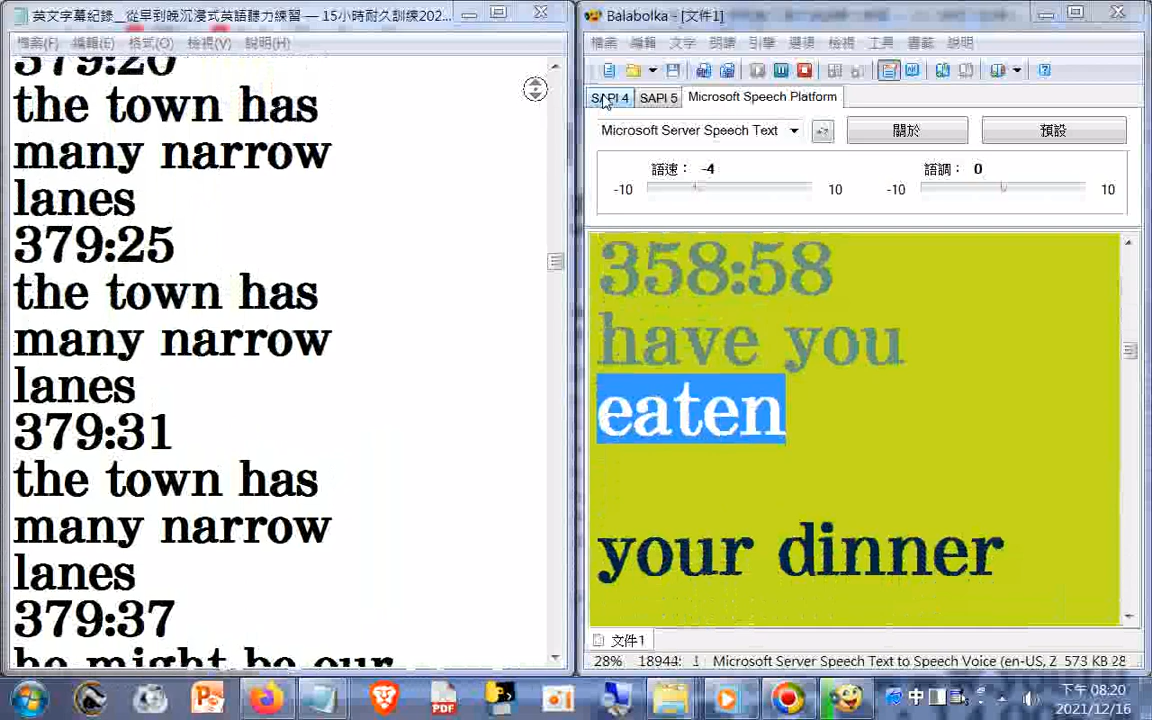 英文字幕紀錄__從早到晚沉浸式英語聽力練習 — 15小時耐久訓練202...
檔案(F) 編輯(E) 格式(O) 檢視(V) 說明(H)
379:20
the town has
many narrow
lanes
379:25
the town has
many narrow
lanes
379:31
the town has
many narrow
lanes
379:37
he might be our
Balabolka - [文件1]
檔案 編輯 文字 朗讀 引擎 選項 檢視 工具 書籤 說明
SAPI 4 SAPI 5 Microsoft Speech Platform
Microsoft Server Speech Text 關於 預設
語速： -4 語調： 0
-10 10 -10 10
358:58
have you
eaten
your dinner
文件1
28% 18944: 1 Microsoft Server Speech Text to Speech Voice (en-US, Z 573 KB 28
中
下午 08:20
2021/12/16